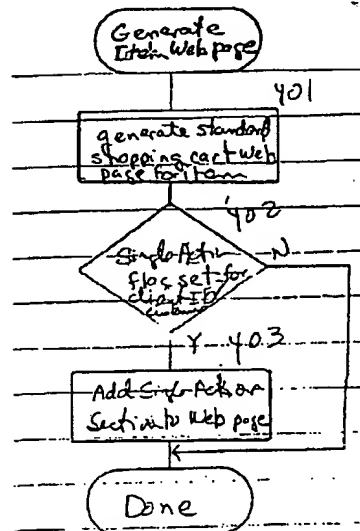 Generate
Item Web page
401
generate standard
shopping cart Web
page for item
402
Single-Action
flag set for
client ID
N
Y 403
Add Single-Action
Section to Web page
Done